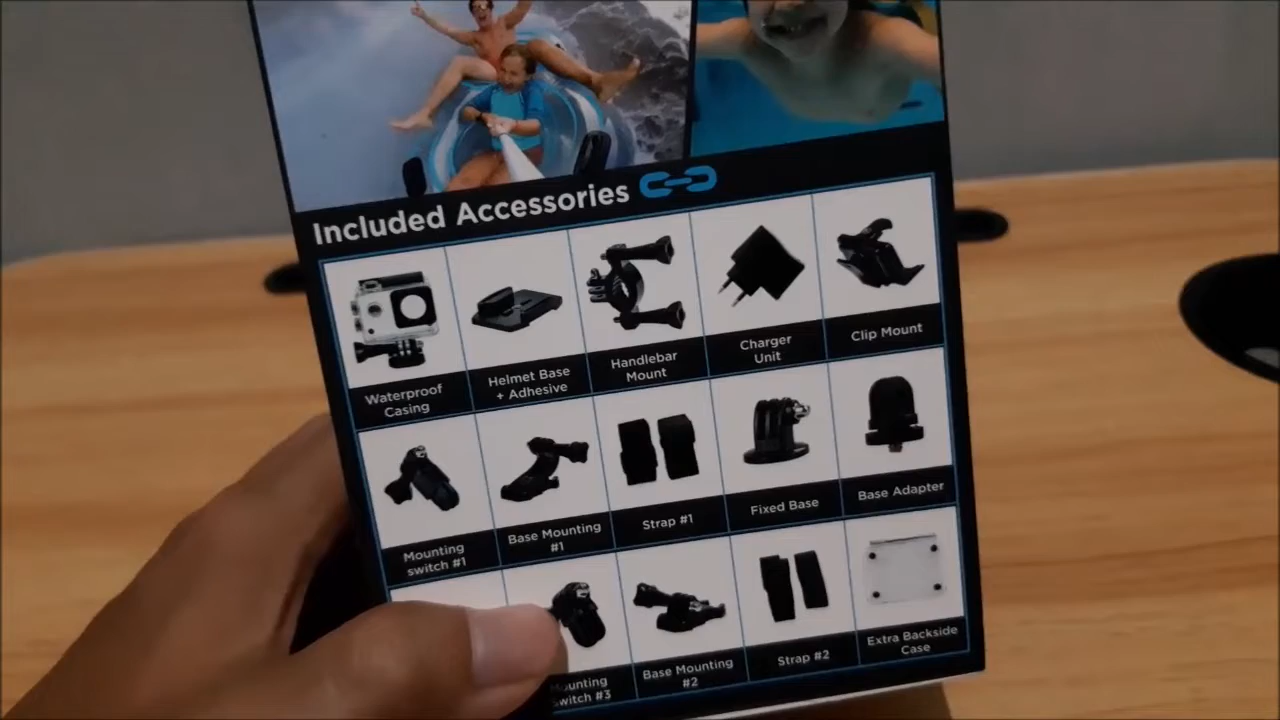 Included Accessories
Waterproof
Casing
Helmet Base
+ Adhesive
Handlebar
Mount
Charger
Unit
Clip Mount
Mounting
switch #1
Base Mounting
#1
Strap #1
Fixed Base
Base Adapter
Mounting
Switch #3
Base Mounting
#2
Strap #2
Extra Backside
Case